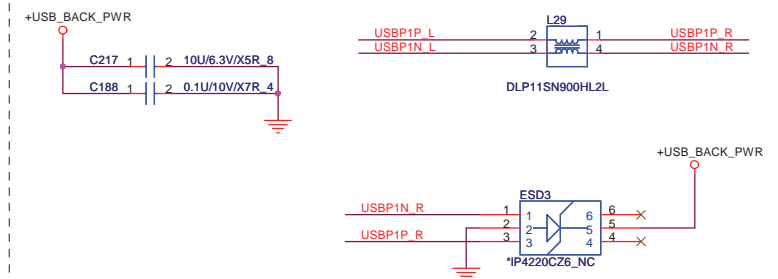 +USB_BACK_PWR
C217 1 2 10U/6.3V/X5R_8
C188 1 2 0.1U/10V/X7R_4
L29
USBP1P_L 2 1 USBP1P_R
USBP1N_L 3 4 USBP1N_R
DLP11SN900HL2L
+USB_BACK_PWR
ESD3
USBP1N_R 1 1 6 6
2 2 5 5
USBP1P_R 3 3 4 4
*IP4220CZ6_NC